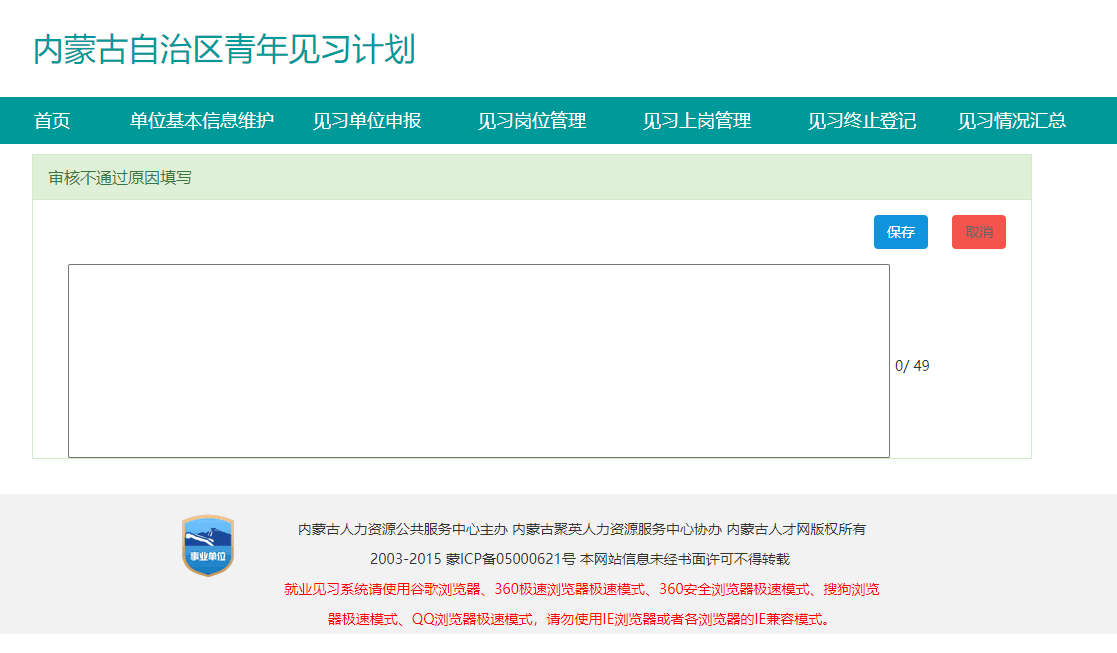 内蒙古自治区青年见习计划
首页 单位基本信息维护 见习单位申报 见习岗位管理 见习上岗管理 见习终止登记 见习情况汇总
审核不通过原因填写
保存 取消
0/ 49
事业单位
内蒙古人力资源公共服务中心主办 内蒙古聚英人力资源服务中心协办 内蒙古人才网版权所有
2003-2015 蒙ICP备05000621号 本网站信息未经书面许可不得转载
就业见习系统请使用谷歌浏览器、360极速浏览器极速模式、360安全浏览器极速模式、搜狗浏览
器极速模式、QQ浏览器极速模式，请勿使用IE浏览器或者各浏览器的IE兼容模式。